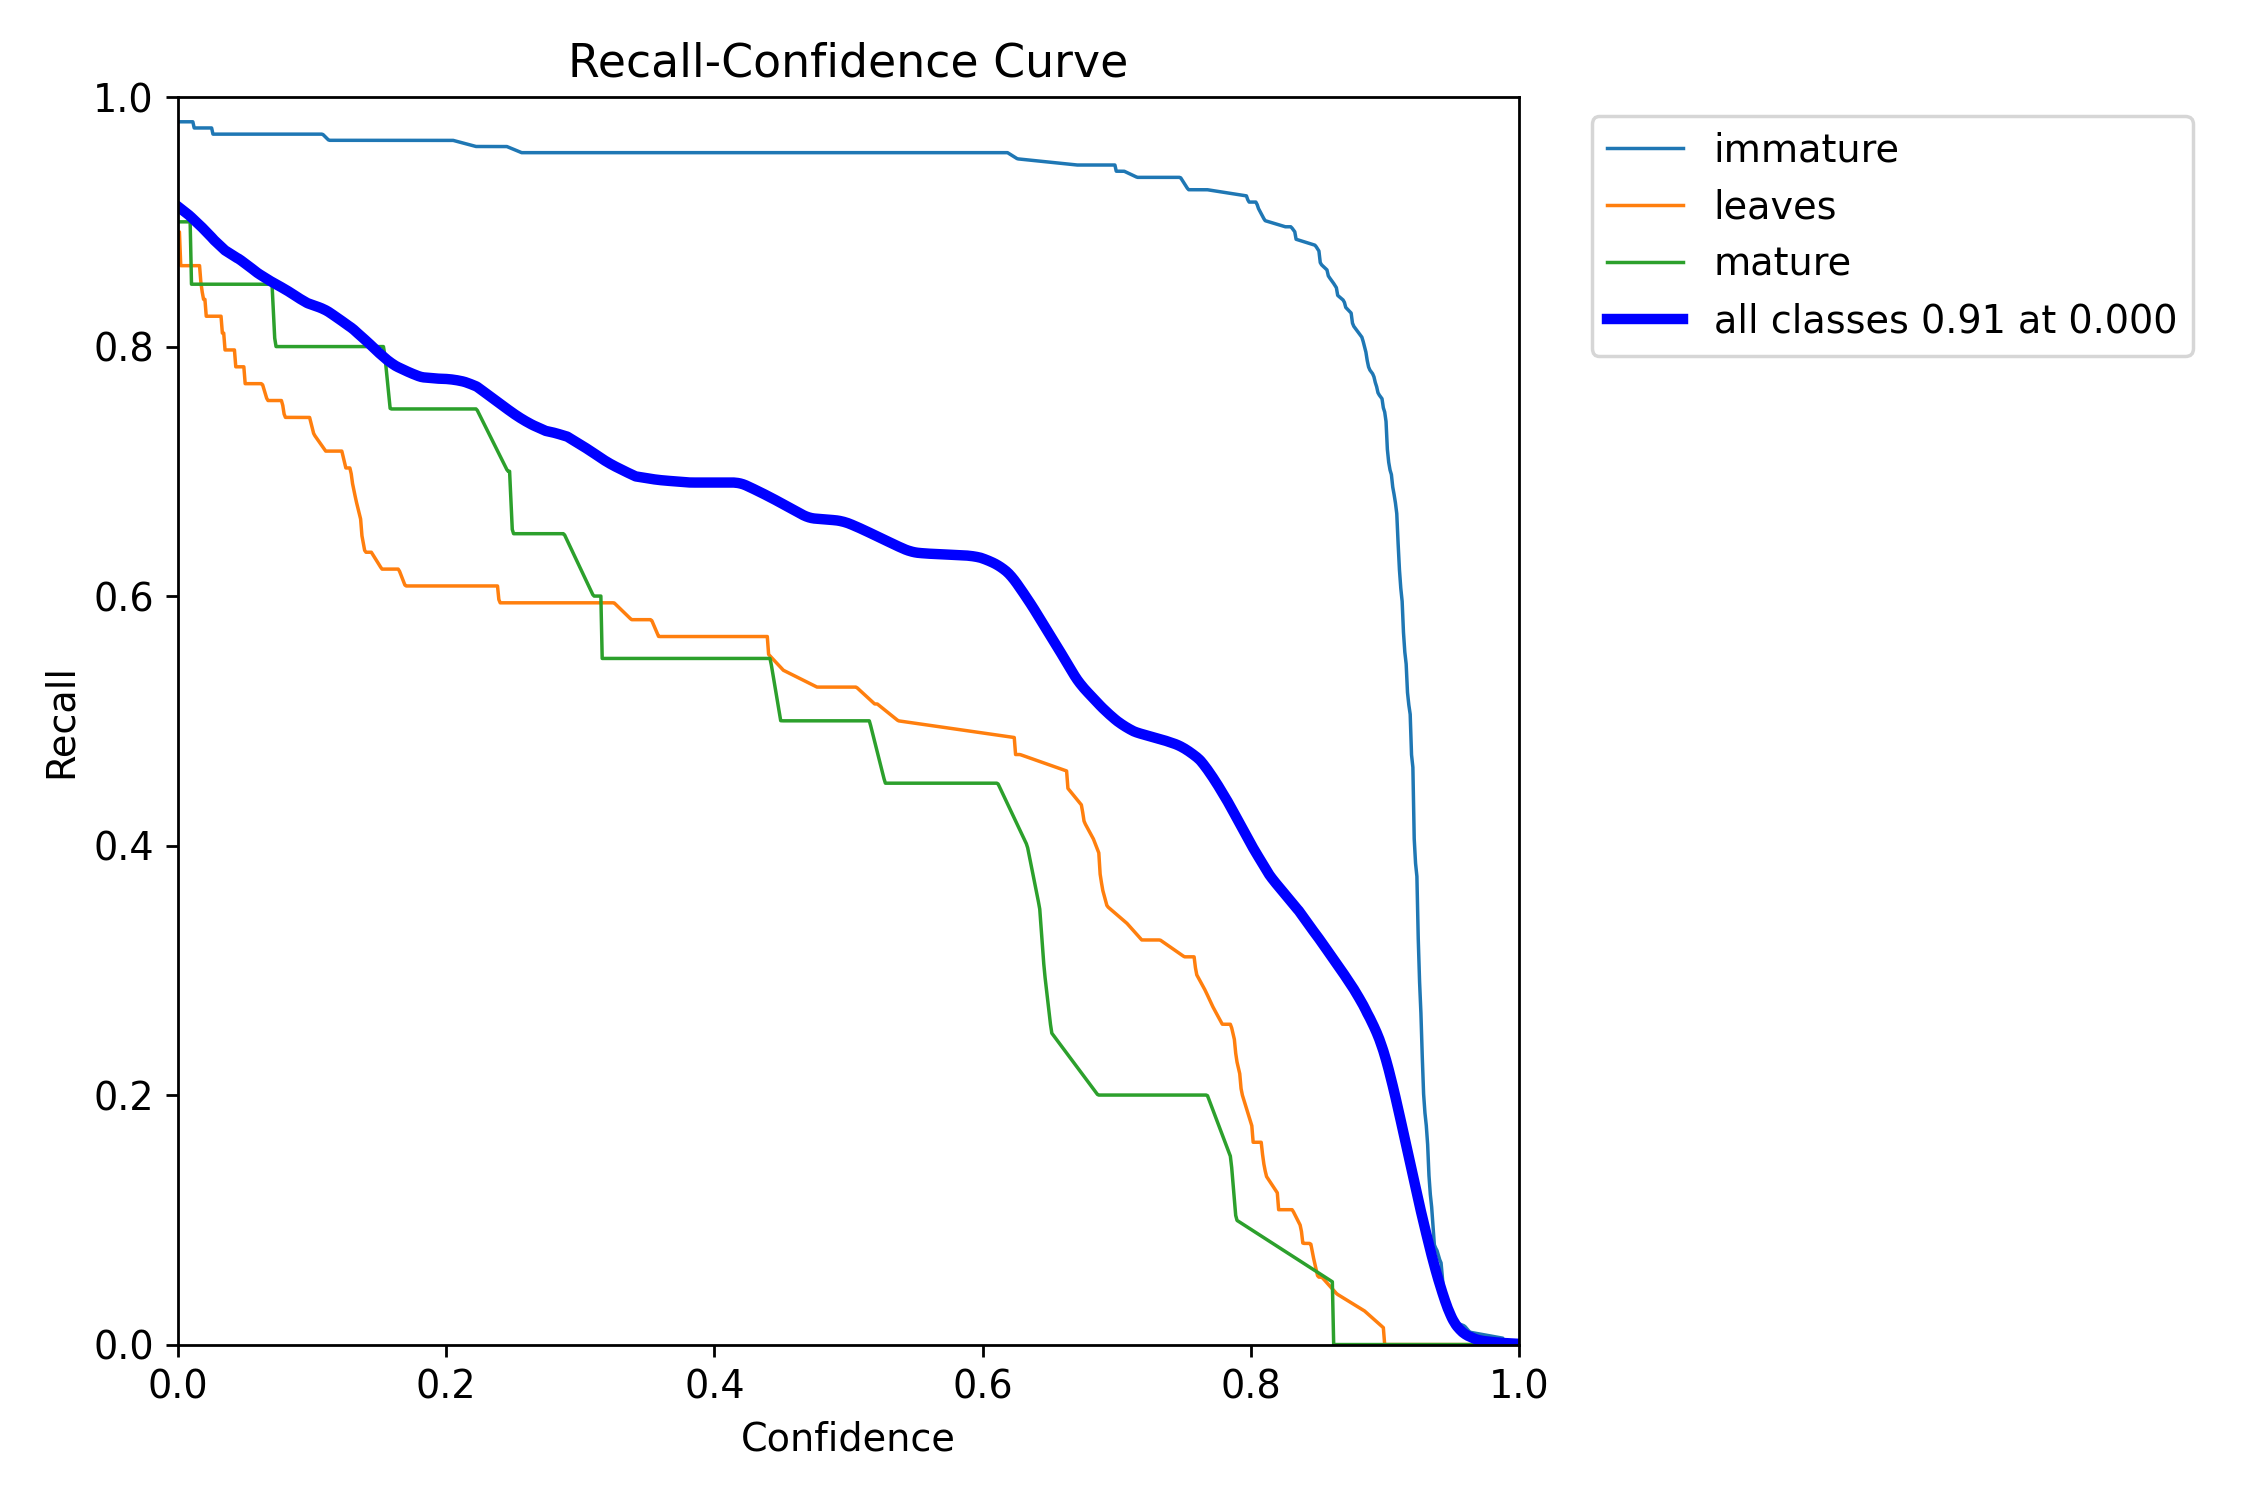 Recall-Confidence Curve
1.0
0.8
0.6
0.4
0.2
0.0
Recall
0.0 0.2 0.4 0.6 0.8 1.0
Confidence
immature
leaves
mature
all classes 0.91 at 0.000